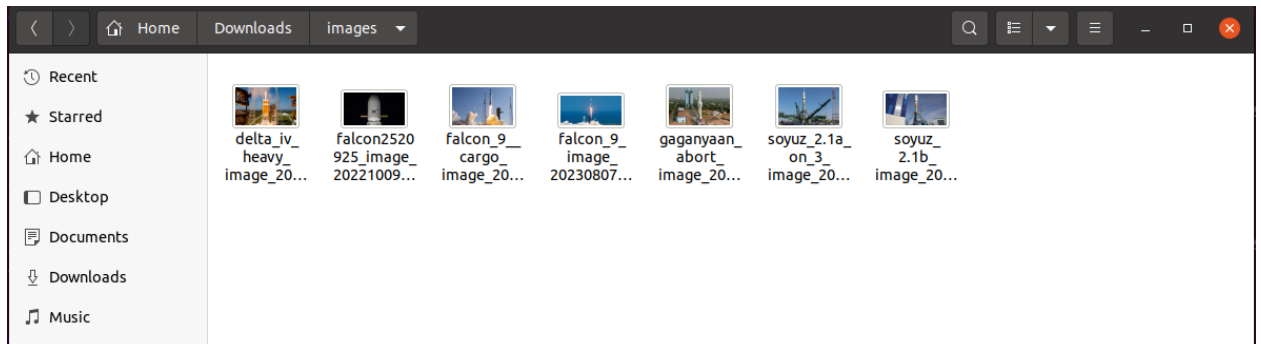 Home Downloads images
Recent
Starred
Home
Desktop
Documents
Downloads
Music
delta_iv_
heavy_
image_20...
falcon2520
925_image_
20221009...
falcon_9__
cargo_
image_20...
falcon_9_
image_
20230807...
gaganyaan_
abort_
image_20...
soyuz_2.1a_
on_3_
image_20...
soyuz_
2.1b_
image_20...